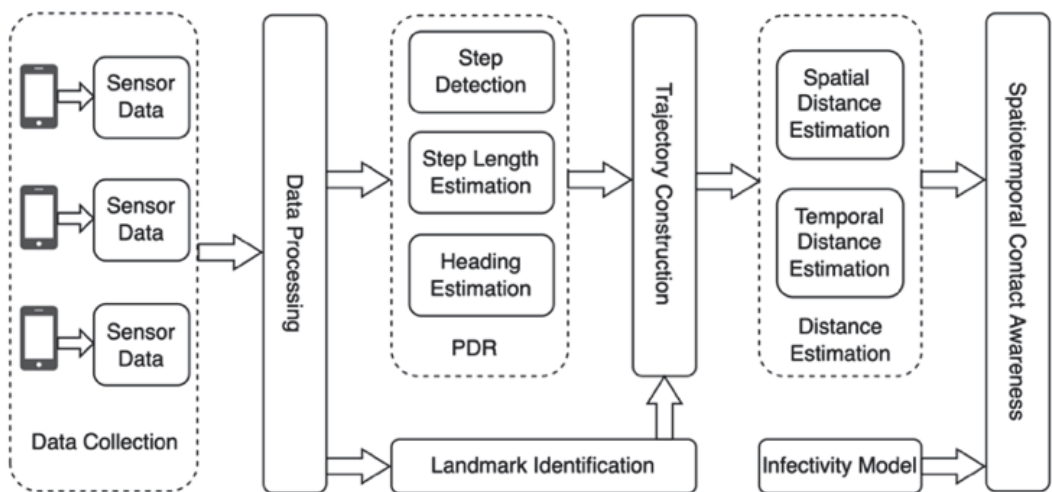 Sensor
Data
Sensor
Data
Sensor
Data
Data Collection
Data Processing
Step
Detection
Step Length
Estimation
Heading
Estimation
PDR
Landmark Identification
Trajectory Construction
Spatial
Distance
Estimation
Temporal
Distance
Estimation
Distance
Estimation
Infectivity Model
Spatiotemporal Contact Awareness